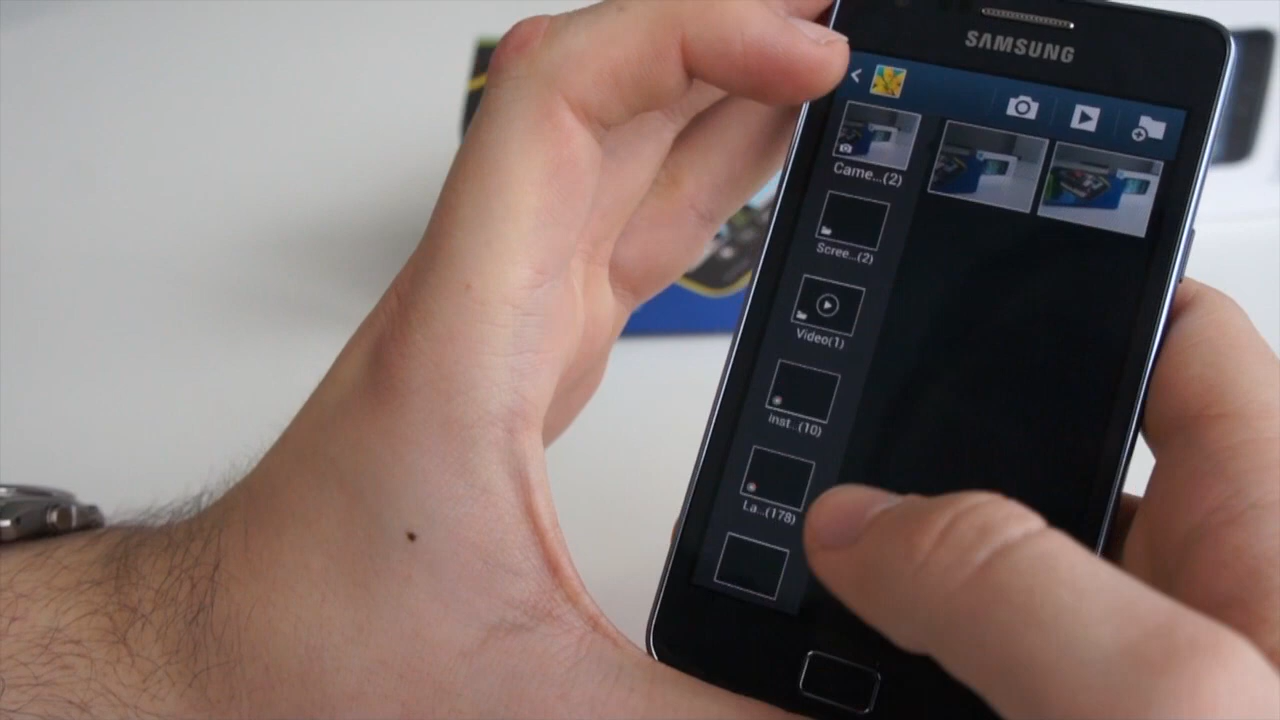 SAMSUNG
Came...(2)
Scree...(2)
Video(1)
inst..(10)
La...(178)